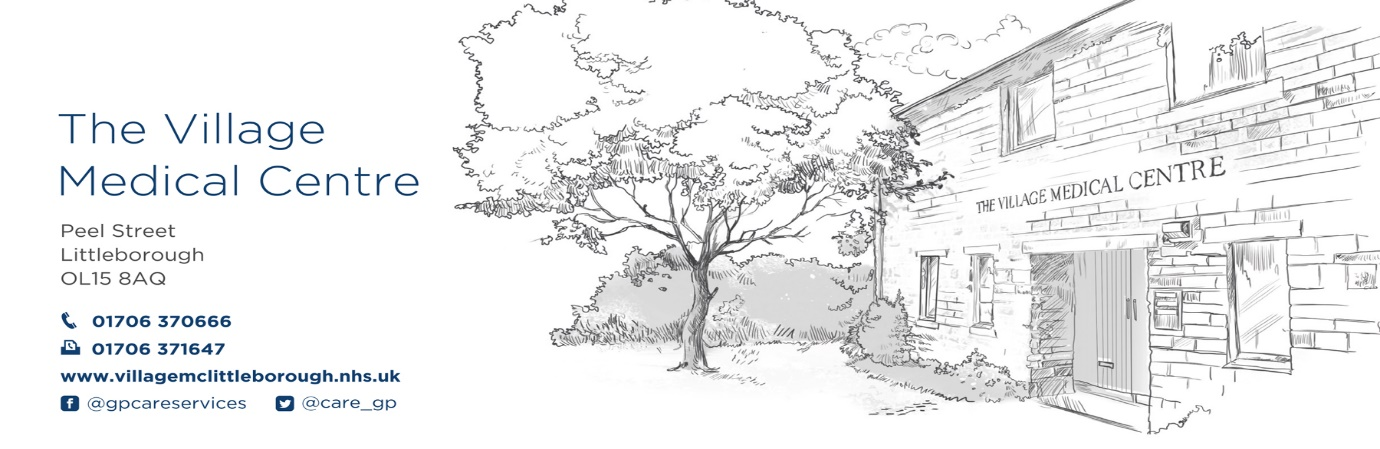 The Village
Medical Centre
Peel Street
Littleborough
OL15 8AQ
01706 370666
01706 371647
www.villagemclittleborough.nhs.uk
@gpcareservices @care_gp
THE VILLAGE MEDICAL CENTRE